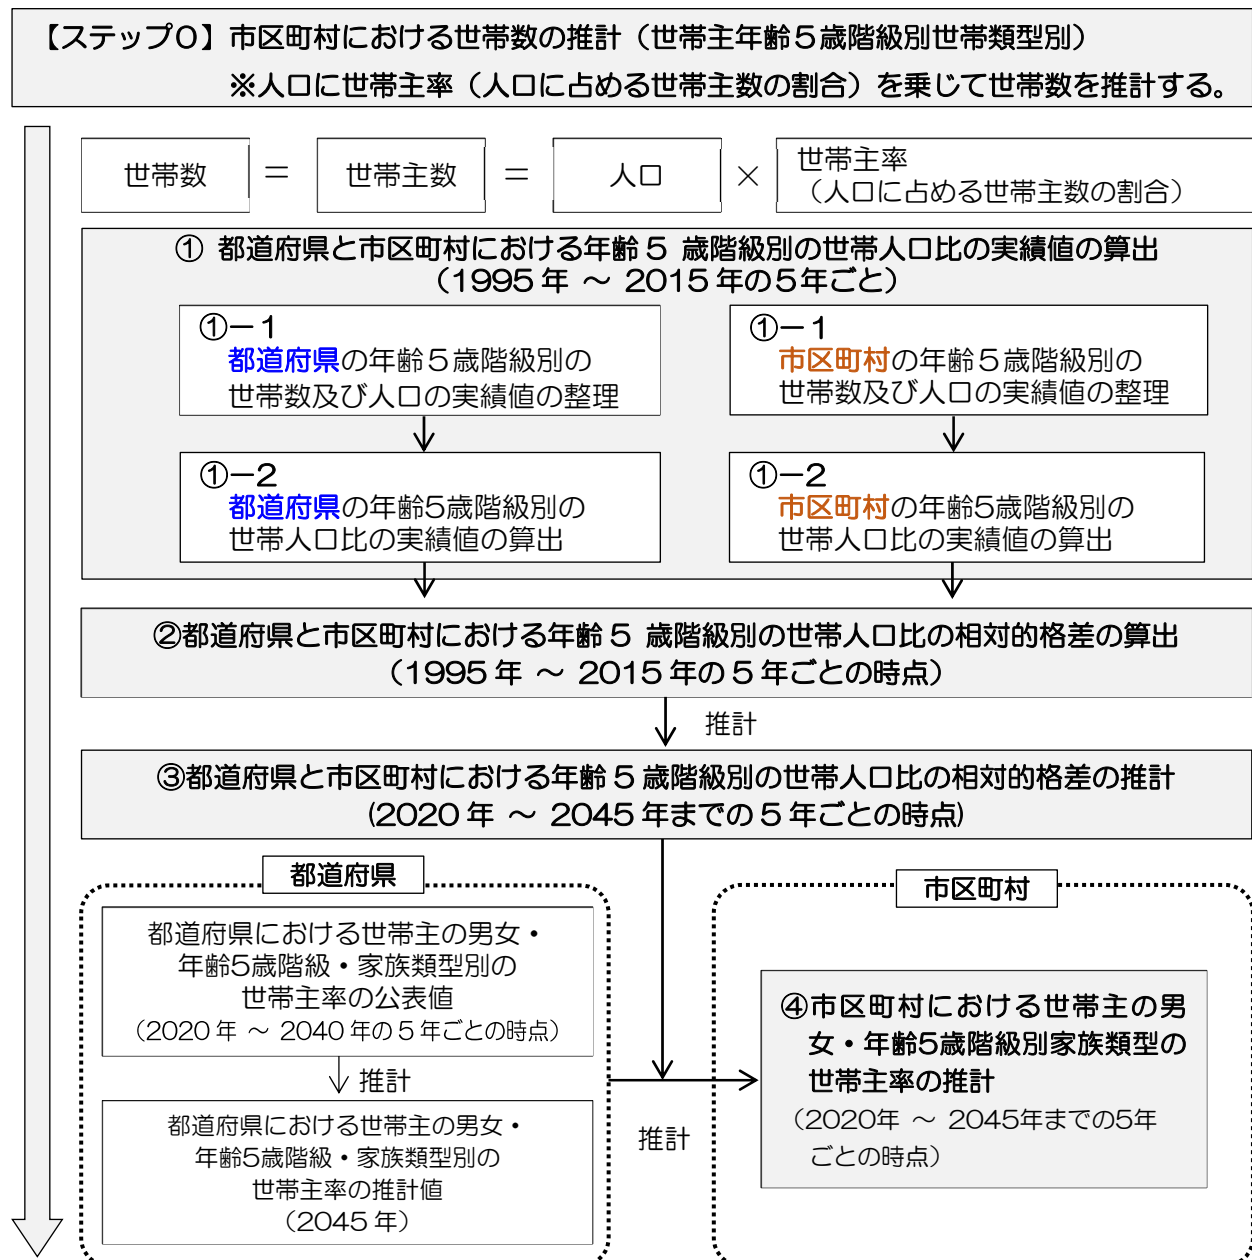 【ステップ０】市区町村における世帯数の推計（世帯主年齢５歳階級別世帯類型別）
※人口に世帯主率（人口に占める世帯主数の割合）を乗じて世帯数を推計する。
世帯数 ＝ 世帯主数 ＝ 人口 × 世帯主率
（人口に占める世帯主数の割合）
① 都道府県と市区町村における年齢５ 歳階級別の世帯人口比の実績値の算出
（1995 年 ～ 2015 年の５年ごと）
①－１
都道府県の年齢５歳階級別の
世帯数及び人口の実績値の整理
①－１
市区町村の年齢５歳階級別の
世帯数及び人口の実績値の整理
①－２
都道府県の年齢5歳階級別の
世帯人口比の実績値の算出
①－２
市区町村の年齢5歳階級別の
世帯人口比の実績値の算出
②都道府県と市区町村における年齢５ 歳階級別の世帯人口比の相対的格差の算出
（1995 年 ～ 2015 年の５年ごとの時点）
推計
③都道府県と市区町村における年齢５ 歳階級別の世帯人口比の相対的格差の推計
(2020 年 ～ 2045 年までの５年ごとの時点)
都道府県
都道府県における世帯主の男女・
年齢5歳階級・家族類型別の
世帯主率の公表値
（2020 年 ～ 2040 年の５年ごとの時点）
推計
都道府県における世帯主の男女・
年齢5歳階級・家族類型別の
世帯主率の推計値
（2045 年）
推計
市区町村
④市区町村における世帯主の男
女・年齢5歳階級別家族類型の
世帯主率の推計
（2020年 ～ 2045年までの5年
ごとの時点）